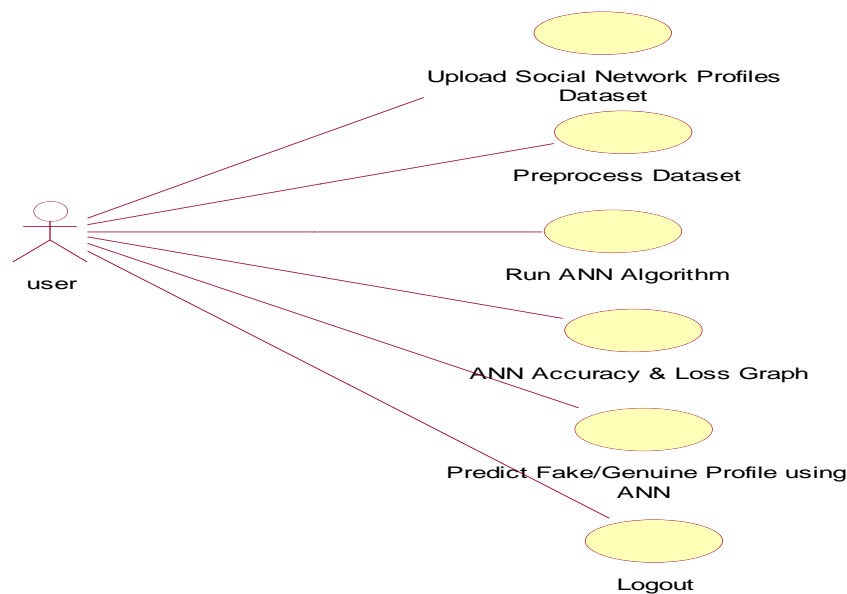 Upload Social Network Profiles
Dataset
Preprocess Dataset
user
Run ANN Algorithm
ANN Accuracy & Loss Graph
Predict Fake/Genuine Profile using
ANN
Logout